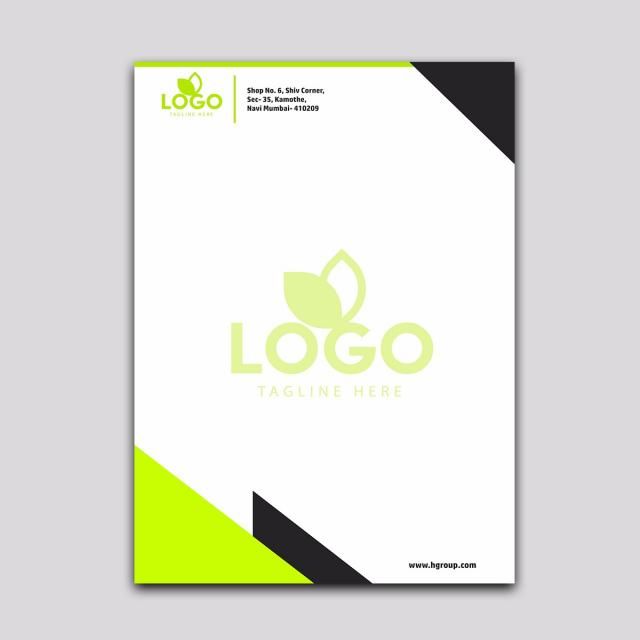 LOGO
TAGLINE HERE
Shop No. 6, Shiv Corner,
Sec- 35, Kamothe,
Navi Mumbai- 410209
LOGO
TAGLINE HERE
www.hgroup.com